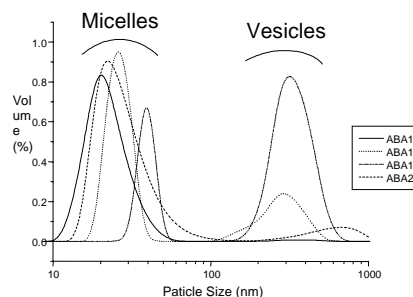 Micelles
Vesicles
1.0
0.8
Vol
um
e
(%)
0.6
0.4
0.2
0.0
10
100
1000
Paticle Size (nm)
ABA1
ABA1
ABA1
ABA2